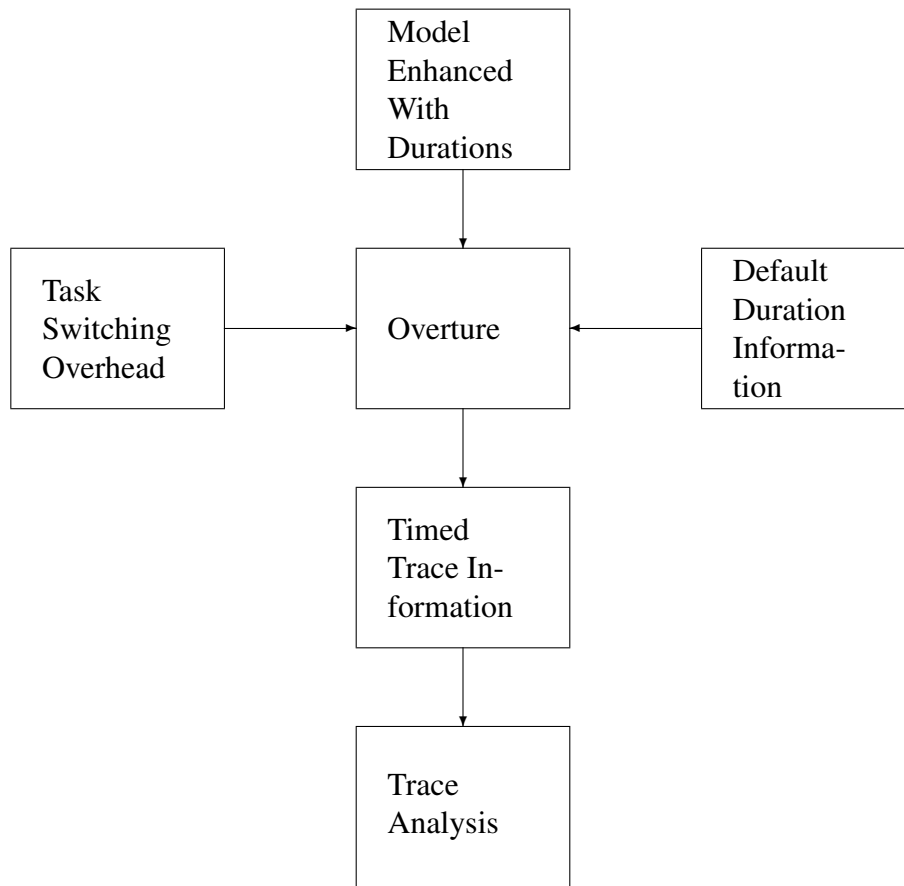 Model
Enhanced
With
Durations
Task
Switching
Overhead
Overture
Default
Duration
Informa-
tion
Timed
Trace In-
formation
Trace
Analysis